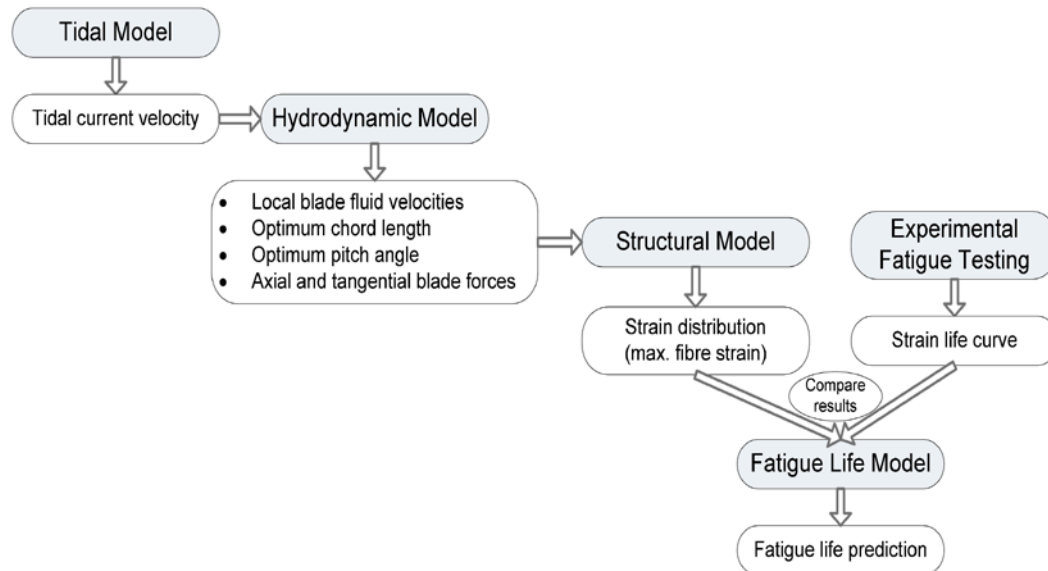 Tidal Model
Tidal current velocity
Hydrodynamic Model
• Local blade fluid velocities
• Optimum chord length
• Optimum pitch angle
• Axial and tangential blade forces
Structural Model
Experimental
Fatigue Testing
Strain distribution
(max. fibre strain)
Strain life curve
Compare
results
Fatigue Life Model
Fatigue life prediction